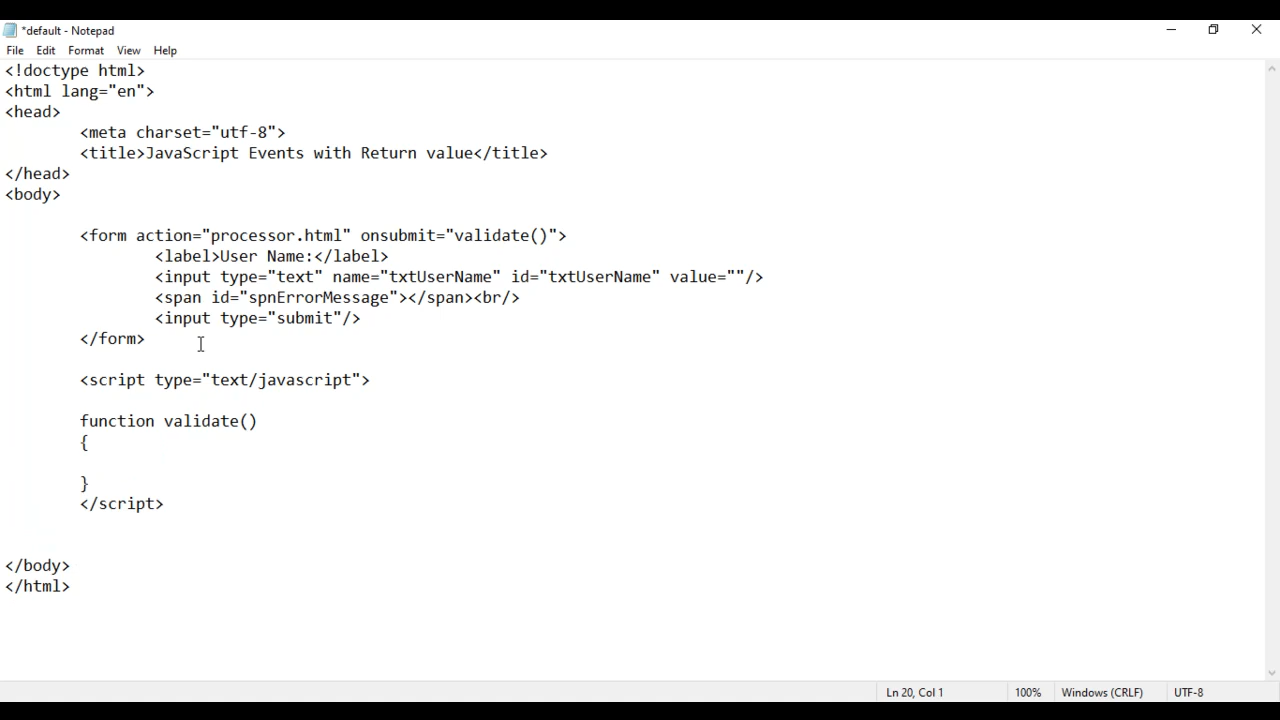 *default - Notepad
File Edit Format View Help
<!doctype html>
<html lang="en">
<head>
<meta charset="utf-8">
<title>JavaScript Events with Return value</title>
</head>
<body>
<form action="processor.html" onsubmit="validate()">
<label>User Name:</label>
<input type="text" name="txtUserName" id="txtUserName" value=""/>
<span id="spnErrorMessage"></span><br/>
<input type="submit"/>
</form>
<script type="text/javascript">
function validate()
{
}
</script>
</body>
</html>
Ln 20, Col 1 100% Windows (CRLF) UTF-8